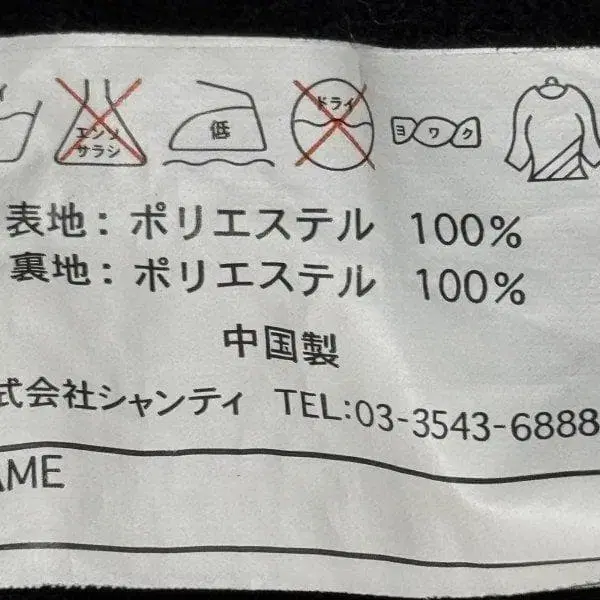 エンソ
サラシ
低
ドライ
ヨワク
表地：ポリエステル 100%
裏地：ポリエステル 100%
中国製
式会社シャンティ TEL:03-3543-6888
AME